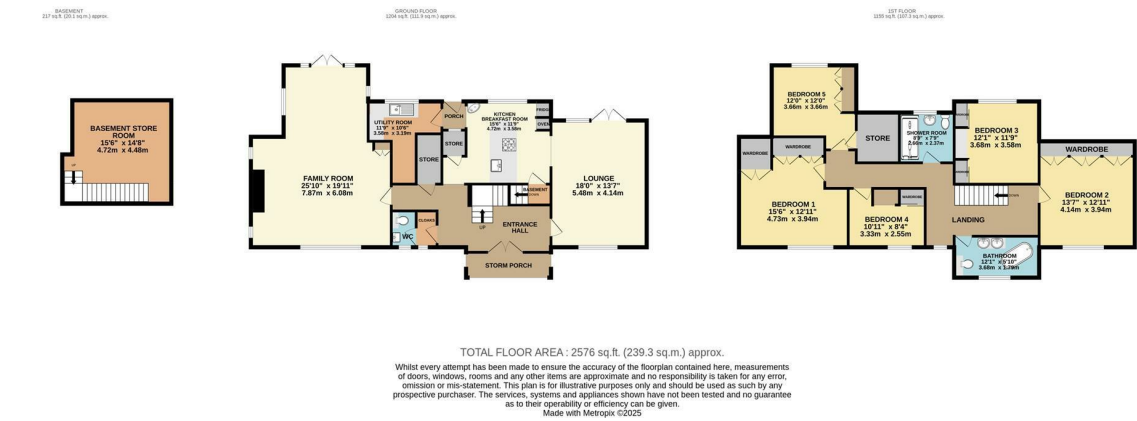 BASEMENT
217 sq.ft. (20.1 sq.m.) approx.
BASEMENT STORE
ROOM
15'6" x 14'8"
4.72m x 4.48m
UP
GROUND FLOOR
1204 sq.ft. (111.9 sq.m.) approx.
FAMILY ROOM
25'10" x 19'11"
7.87m x 6.08m
UTILITY ROOM
11'9" x 10'6"
3.58m x 3.19m
PORCH
STORE
STORE
KITCHEN
BREAKFAST ROOM
15'6" x 11'9"
4.72m x 3.58m
FRIDGE
OVEN
LOUNGE
18'0" x 13'7"
5.48m x 4.14m
BASEMENT
WC
CLOAKS
UP
ENTRANCE
HALL
STORM PORCH
1ST FLOOR
1155 sq.ft. (107.3 sq.m.) approx.
BEDROOM 5
12'0" x 12'0"
3.66m x 3.66m
STORE
SHOWER ROOM
2.37m
BEDROOM 3
12'1" x 11'9"
3.68m x 3.58m
WARDROBE
WARDROBE
WARDROBE
BEDROOM 1
15'6" x 12'11"
4.73m x 3.94m
BEDROOM 2
13'7" x 12'11"
4.14m x 3.94m
WARDROBE
BEDROOM 4
10'11" x 8'4"
3.33m x 2.55m
DOWN
LANDING
BATHROOM
12'1" x 5'10"
3.68m x
TOTAL FLOOR AREA : 2576 sq.ft. (239.3 sq.m.) approx.
Whilst every attempt has been made to ensure the accuracy of the floorplan contained here, measurements
of doors, windows, rooms and any other items are approximate and no responsibility is taken for any error,
omission or mis-statement. This plan is for illustrative purposes only and should be used as such by any
prospective purchaser. The services, systems and appliances shown have not been tested and no guarantee
as to their operability or efficiency can be given.
Made with Metropix ©2025